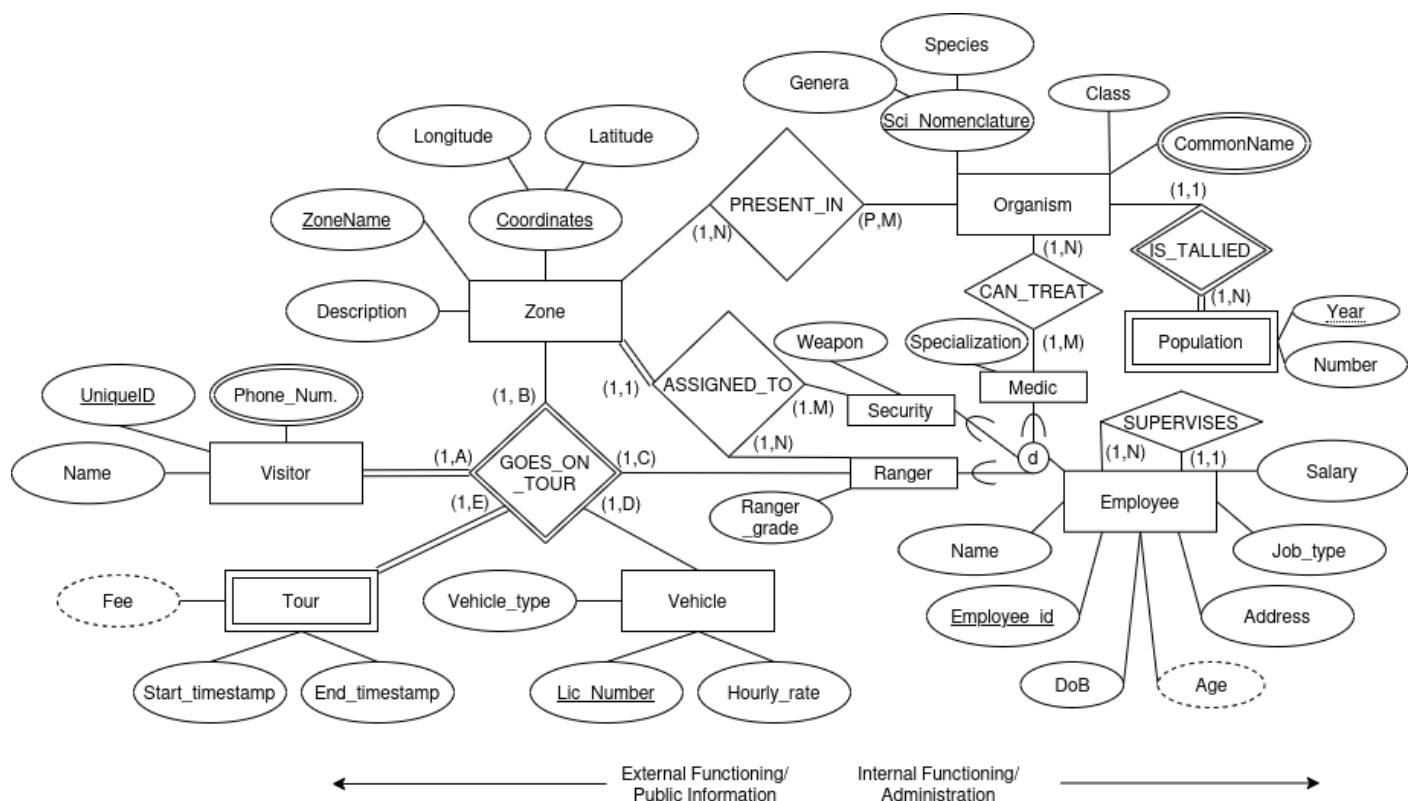 Species
Genera
Class
Sci_Nomenclature
Longitude
Latitude
CommonName
ZoneName
Coordinates
PRESENT_IN
(1,N)
(P,M)
Organism
(1,1)
IS_TALLIED
(1,N)
(1,N)
CAN_TREAT
(1,M)
Description
Zone
Year
Population
Number
Weapon
Specialization
(1,1)
ASSIGNED_TO
(1.M)
(1,N)
Security
Medic
UniqueID
Phone_Num.
(1, B)
SUPERVISES
(1,N)
(1,1)
Name
Visitor
(1,A)
GOES_ON
_TOUR
(1,C)
(1,E)
(1,D)
Ranger
d
Salary
Ranger
_grade
Employee
Name
Job_type
Fee
Tour
Vehicle_type
Vehicle
Employee_id
Address
Start_timestamp
End_timestamp
Lic_Number
Hourly_rate
DoB
Age
External Functioning/
Public Information
Internal Functioning/
Administration